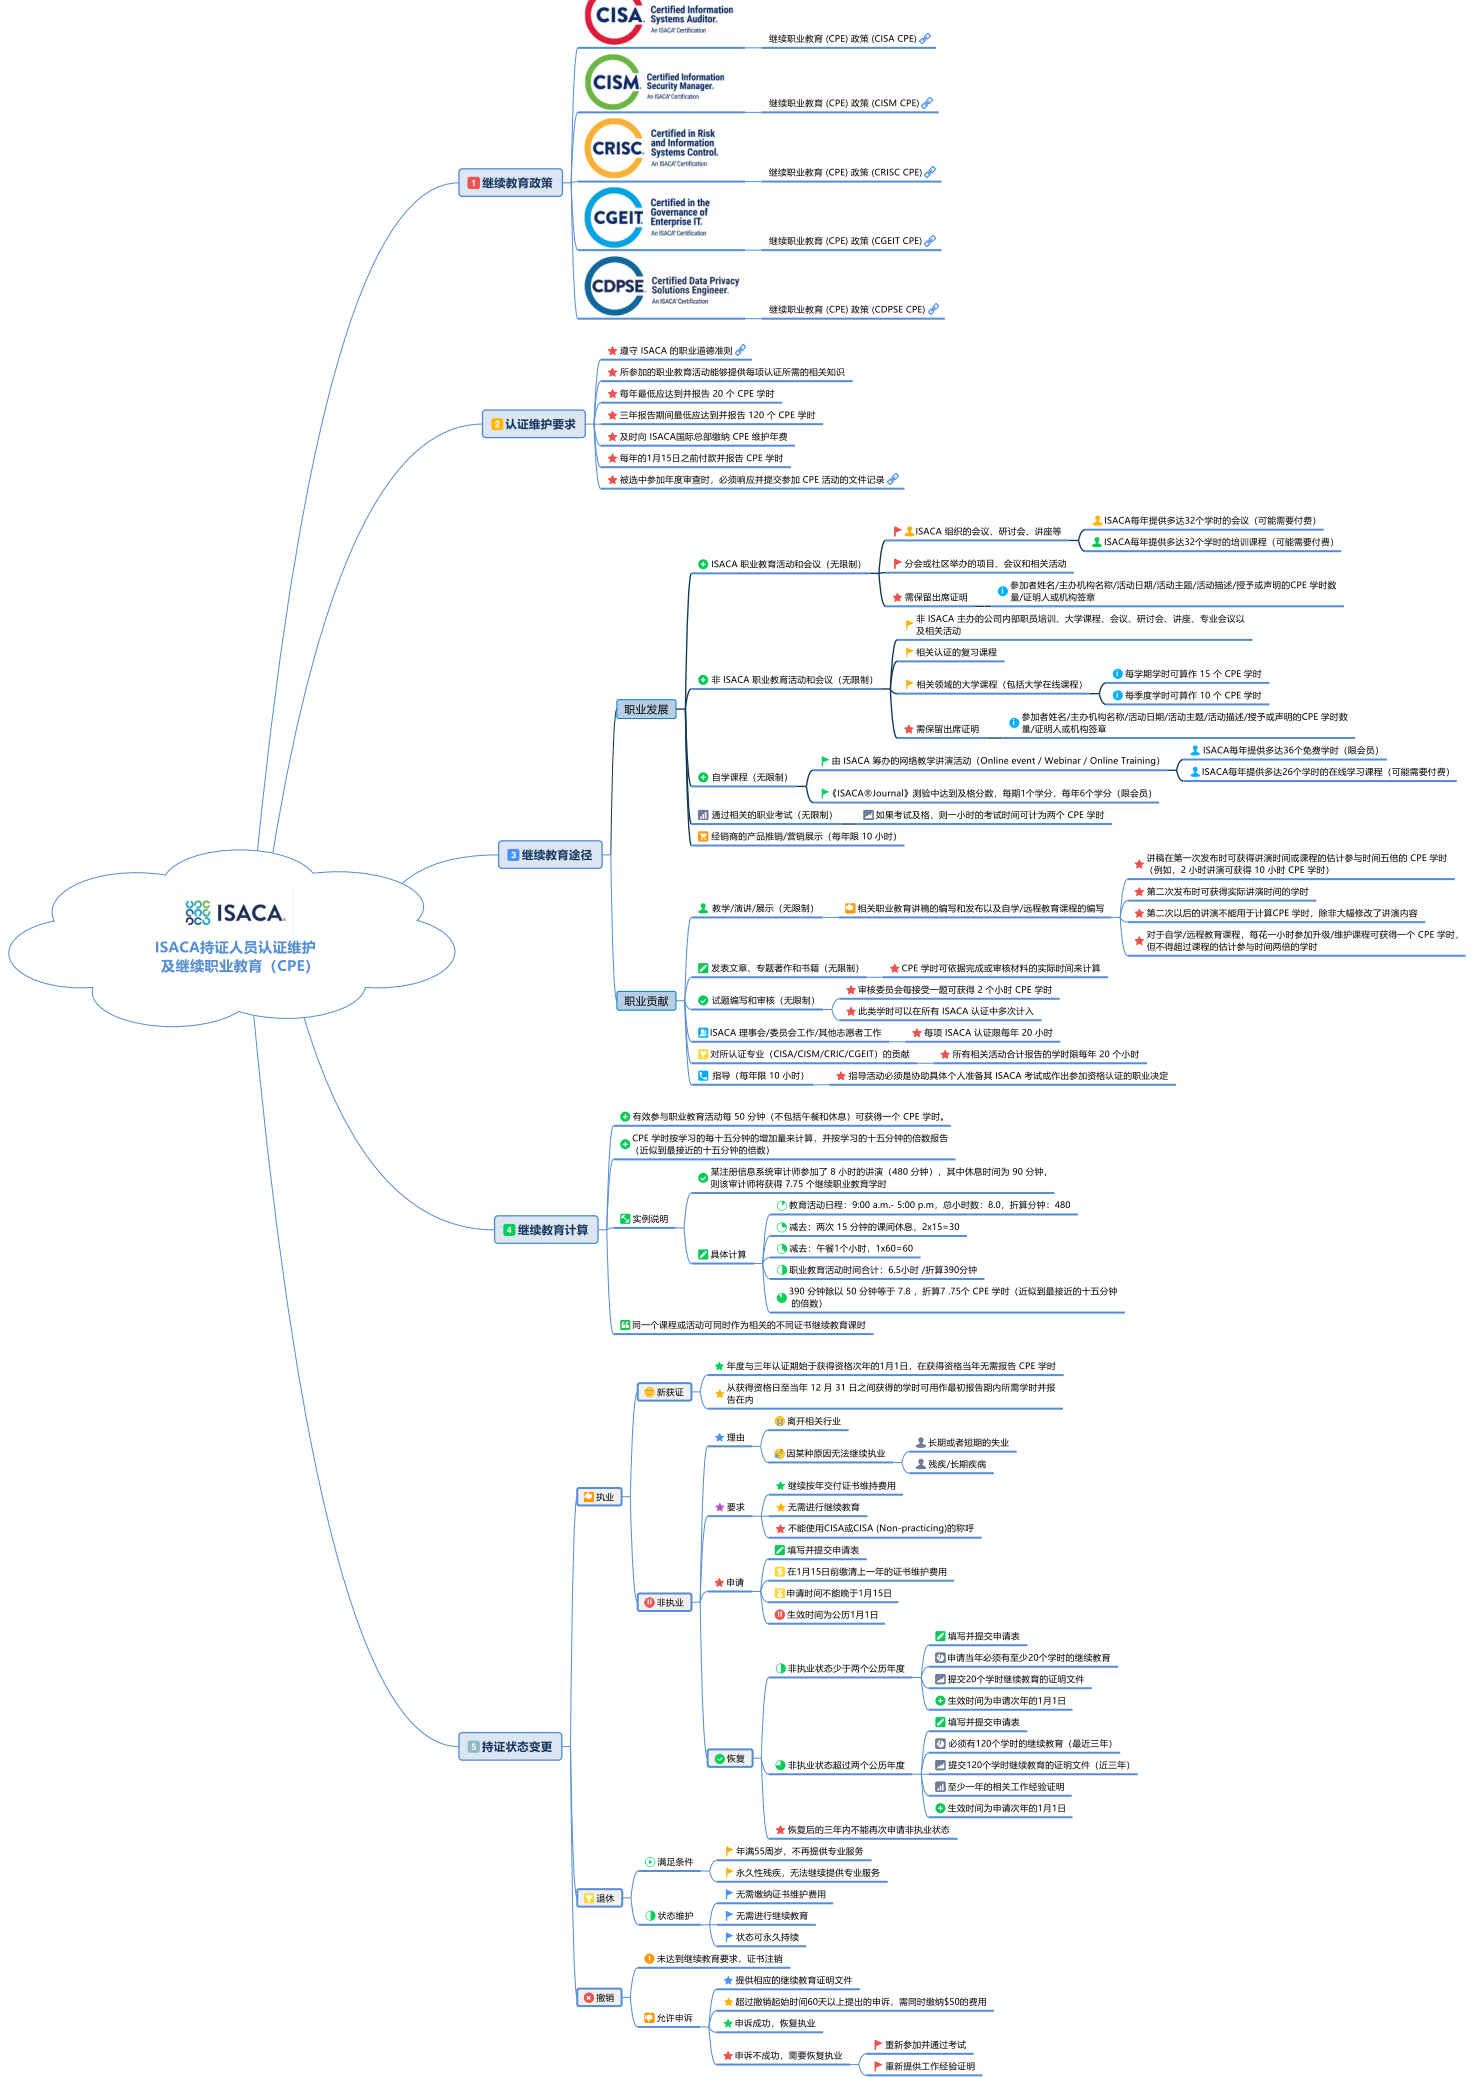 CISA
Certified Information
Systems Auditor.
An ISACA® Certification
继续职业教育 (CPE) 政策 (CISA CPE)
CISM
Certified Information
Security Manager.
An ISACA® Certification
继续职业教育 (CPE) 政策 (CISM CPE)
CRISC
Certified in Risk
and Information
Systems Control.
An ISACA® Certification
继续职业教育 (CPE) 政策 (CRISC CPE)
1 继续教育政策
CGEIT
Certified in the
Governance of
Enterprise IT.
An ISACA® Certification
继续职业教育 (CPE) 政策 (CGEIT CPE)
CDPSE
Certified Data Privacy
Solutions Engineer.
An ISACA® Certification
继续职业教育 (CPE) 政策 (CDPSE CPE)
2 认证维护要求
遵守 ISACA 的职业道德准则
所参加的职业教育活动能够提供每项认证所需的相关知识
每年最低应达到并报告 20 个 CPE 学时
三年报告期间最低应达到并报告 120 个 CPE 学时
及时向 ISACA国际总部缴纳 CPE 维护年费
每年的1月15日之前付款并报告 CPE 学时
被选中参加年度审查时，必须响应并提交参加 CPE 活动的文件记录
3 继续教育途径
职业发展
ISACA 职业教育活动和会议（无限制）
ISACA 组织的会议、研讨会、讲座等
ISACA每年提供多达32个学时的会议（可能需要付费）
ISACA每年提供多达32个学时的培训课程（可能需要付费）
分会或社区举办的项目、会议和相关活动
需保留出席证明
参加者姓名/主办机构名称/活动日期/活动主题/活动描述/授予或声明的CPE 学时数
量/证明人或机构签章
非 ISACA 职业教育活动和会议（无限制）
非 ISACA 主办的公司内部职员培训、大学课程、会议、研讨会、讲座、专业会议以
及相关活动
相关认证的复习课程
相关领域的大学课程（包括大学在线课程）
每学期学时可算作 15 个 CPE 学时
每季度学时可算作 10 个 CPE 学时
需保留出席证明
参加者姓名/主办机构名称/活动日期/活动主题/活动描述/授予或声明的CPE 学时数
量/证明人或机构签章
自学课程（无限制）
由 ISACA 筹办的网络教学讲演活动（Online event / Webinar / Online Training）
ISACA每年提供多达36个免费学时（限会员）
ISACA每年提供多达26个学时的在线学习课程（可能需要付费）
《ISACA®Journal》测验中达到及格分数，每期1个学分，每年6个学分（限会员）
通过相关的职业考试（无限制）
如果考试及格，则一小时的考试时间可计为两个 CPE 学时
经销商的产品推销/营销展示（每年限 10 小时）
职业贡献
教学/演讲/展示（无限制）
相关职业教育讲稿的编写和发布以及自学/远程教育课程的编写
讲稿在第一次发布时可获得讲演时间或课程的估计参与时间五倍的 CPE 学时
（例如，2 小时讲演可获得 10 小时 CPE 学时）
第二次发布时可获得实际讲演时间的学时
第二次以后的讲演不能用于计算CPE 学时，除非大幅修改了讲演内容
对于自学/远程教育课程，每花一小时参加升级/维护课程可获得一个 CPE 学时，
但不得超过课程的估计参与时间两倍的学时
发表文章、专题著作和书籍（无限制）
CPE 学时可依据完成或审核材料的实际时间来计算
试题编写和审核（无限制）
审核委员会每接受一题可获得 2 个小时 CPE 学时
此类学时可以在所有 ISACA 认证中多次计入
ISACA 理事会/委员会工作/其他志愿者工作
每项 ISACA 认证限每年 20 小时
对所认证专业（CISA/CISM/CRIC/CGEIT）的贡献
所有相关活动合计报告的学时限每年 20 个小时
指导（每年限 10 小时）
指导活动必须是协助具体个人准备其 ISACA 考试或作出参加资格认证的职业决定
ISACA.
ISACA持证人员认证维护
及继续职业教育（CPE）
4 继续教育计算
有效参与职业教育活动每 50 分钟（不包括午餐和休息）可获得一个 CPE 学时。
CPE 学时按学习的每十五分钟的增加量来计算，并按学习的十五分钟的倍数报告
（近似到最接近的十五分钟的倍数）
实例说明
某注册信息系统审计师参加了 8 小时的讲演（480 分钟），其中休息时间为 90 分钟，
则该审计师将获得 7.75 个继续职业教育学时
具体计算
教育活动日程：9:00 a.m.- 5:00 p.m，总小时数：8.0，折算分钟：480
减去：两次 15 分钟的课间休息，2x15=30
减去：午餐1个小时，1x60=60
职业教育活动时间合计：6.5小时 /折算390分钟
390 分钟除以 50 分钟等于 7.8 ，折算7 .75个 CPE 学时（近似到最接近的十五分钟
的倍数）
同一个课程或活动可同时作为相关的不同证书继续教育课时
5 持证状态变更
执业
新获证
年度与三年认证期始于获得资格次年的1月1日，在获得资格当年无需报告 CPE 学时
从获得资格日至当年 12 月 31 日之间获得的学时可用作最初报告期内所需学时并报
告在内
非执业
理由
离开相关行业
因某种原因无法继续执业
长期或者短期的失业
残疾/长期疾病
要求
继续按年交付证书维持费用
无需进行继续教育
不能使用CISA或CISA (Non-practicing)的称呼
申请
填写并提交申请表
在1月15日前缴清上一年的证书维护费用
申请时间不能晚于1月15日
生效时间为公历1月1日
恢复
非执业状态少于两个公历年度
填写并提交申请表
申请当年必须有至少20个学时的继续教育
提交20个学时继续教育的证明文件
生效时间为申请次年的1月1日
非执业状态超过两个公历年度
填写并提交申请表
必须有120个学时的继续教育（最近三年）
提交120个学时继续教育的证明文件（近三年）
至少一年的相关工作经验证明
生效时间为申请次年的1月1日
恢复后的三年内不能再次申请非执业状态
退休
满足条件
年满55周岁，不再提供专业服务
永久性残疾，无法继续提供专业服务
状态维护
无需缴纳证书维护费用
无需进行继续教育
状态可永久持续
撤销
未达到继续教育要求，证书注销
允许申诉
提供相应的继续教育证明文件
超过撤销起始时间60天以上提出的申诉，需同时缴纳$50的费用
申诉成功，恢复执业
申诉不成功，需要恢复执业
重新参加并通过考试
重新提供工作经验证明